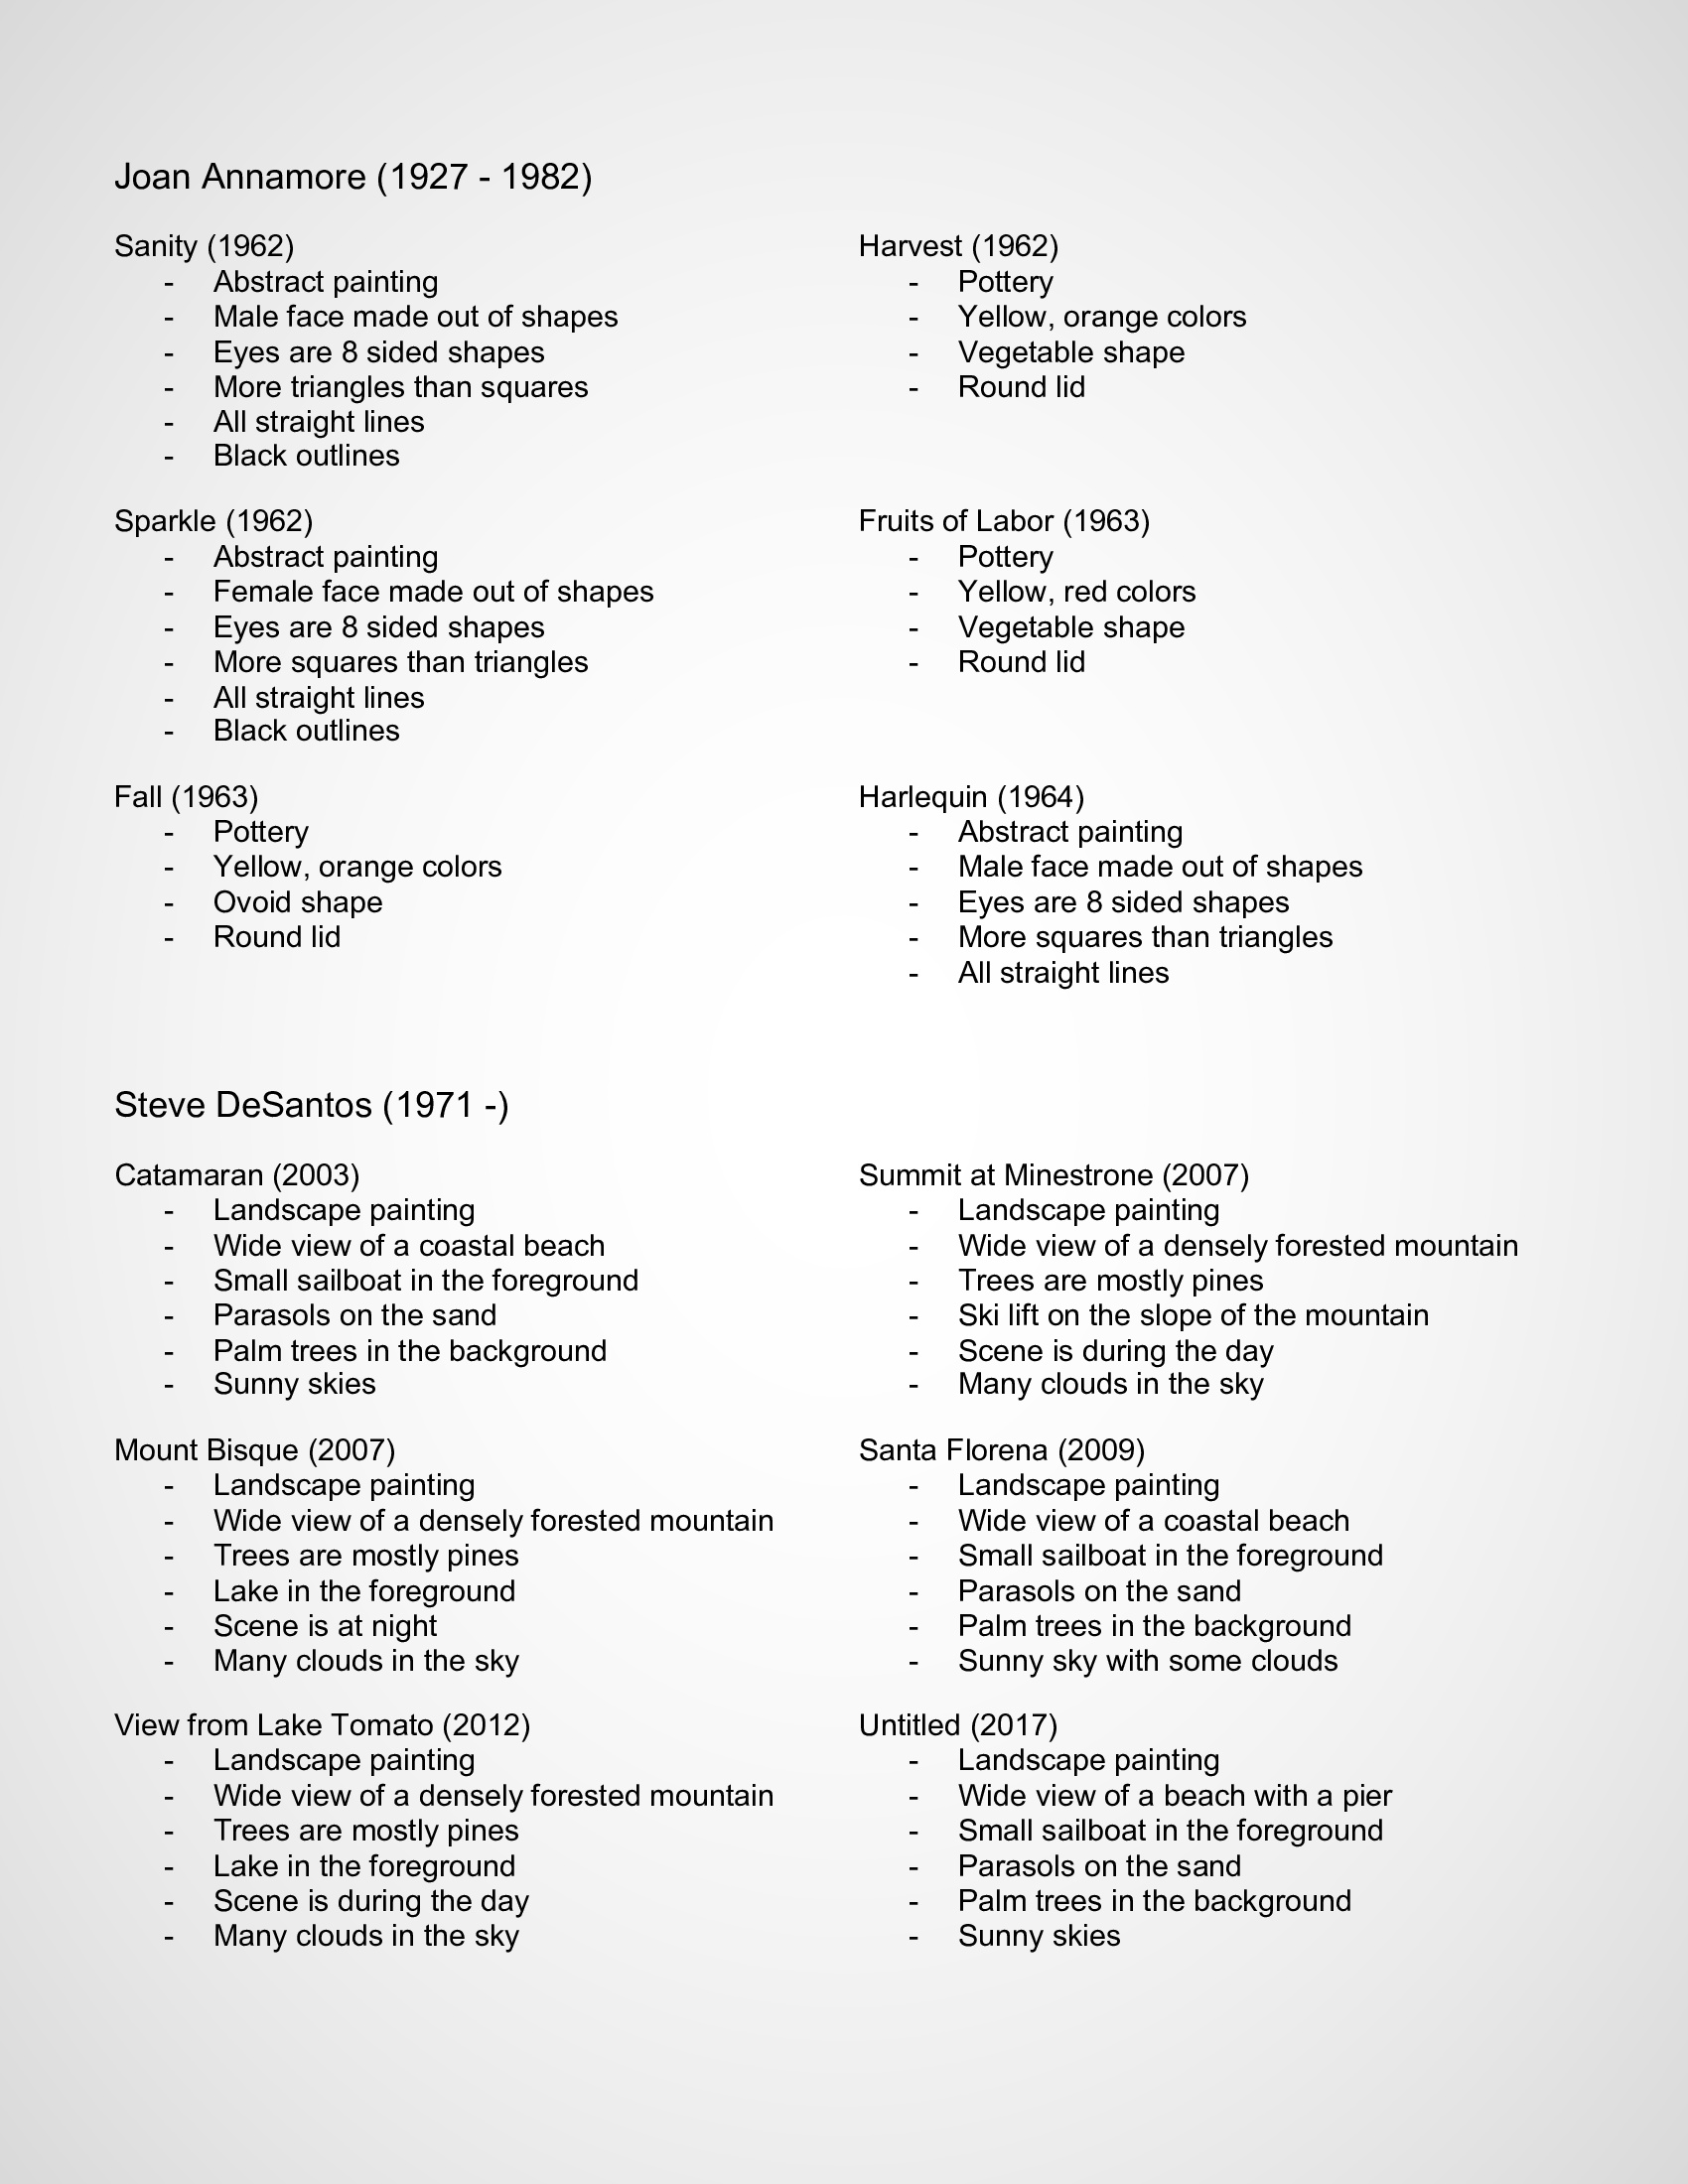 Joan Annamore (1927 - 1982)
Sanity (1962)
- Abstract painting
- Male face made out of shapes
- Eyes are 8 sided shapes
- More triangles than squares
- All straight lines
- Black outlines
Harvest (1962)
- Pottery
- Yellow, orange colors
- Vegetable shape
- Round lid
Sparkle (1962)
- Abstract painting
- Female face made out of shapes
- Eyes are 8 sided shapes
- More squares than triangles
- All straight lines
- Black outlines
Fruits of Labor (1963)
- Pottery
- Yellow, red colors
- Vegetable shape
- Round lid
Fall (1963)
- Pottery
- Yellow, orange colors
- Ovoid shape
- Round lid
Harlequin (1964)
- Abstract painting
- Male face made out of shapes
- Eyes are 8 sided shapes
- More squares than triangles
- All straight lines
Steve DeSantos (1971 -)
Catamaran (2003)
- Landscape painting
- Wide view of a coastal beach
- Small sailboat in the foreground
- Parasols on the sand
- Palm trees in the background
- Sunny skies
Summit at Minestrone (2007)
- Landscape painting
- Wide view of a densely forested mountain
- Trees are mostly pines
- Ski lift on the slope of the mountain
- Scene is during the day
- Many clouds in the sky
Mount Bisque (2007)
- Landscape painting
- Wide view of a densely forested mountain
- Trees are mostly pines
- Lake in the foreground
- Scene is at night
- Many clouds in the sky
Santa Florena (2009)
- Landscape painting
- Wide view of a coastal beach
- Small sailboat in the foreground
- Parasols on the sand
- Palm trees in the background
- Sunny sky with some clouds
View from Lake Tomato (2012)
- Landscape painting
- Wide view of a densely forested mountain
- Trees are mostly pines
- Lake in the foreground
- Scene is during the day
- Many clouds in the sky
Untitled (2017)
- Landscape painting
- Wide view of a beach with a pier
- Small sailboat in the foreground
- Parasols on the sand
- Palm trees in the background
- Sunny skies